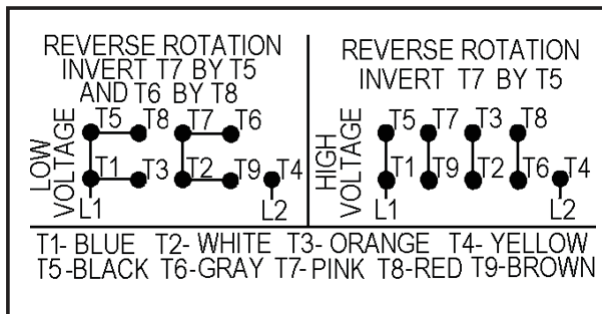 REVERSE ROTATION
INVERT T7 BY T5
AND T6 BY T8
LOW VOLTAGE
T5 T8 T7 T6
T1 T3 T2 T9 T4
L1 L2
REVERSE ROTATION
INVERT T7 BY T5
HIGH VOLTAGE
T5 T7 T3 T8
T1 T9 T2 T6 T4
L1 L2
T1- BLUE T2- WHITE T3- ORANGE T4- YELLOW
T5-BLACK T6-GRAY T7-PINK T8-RED T9-BROWN